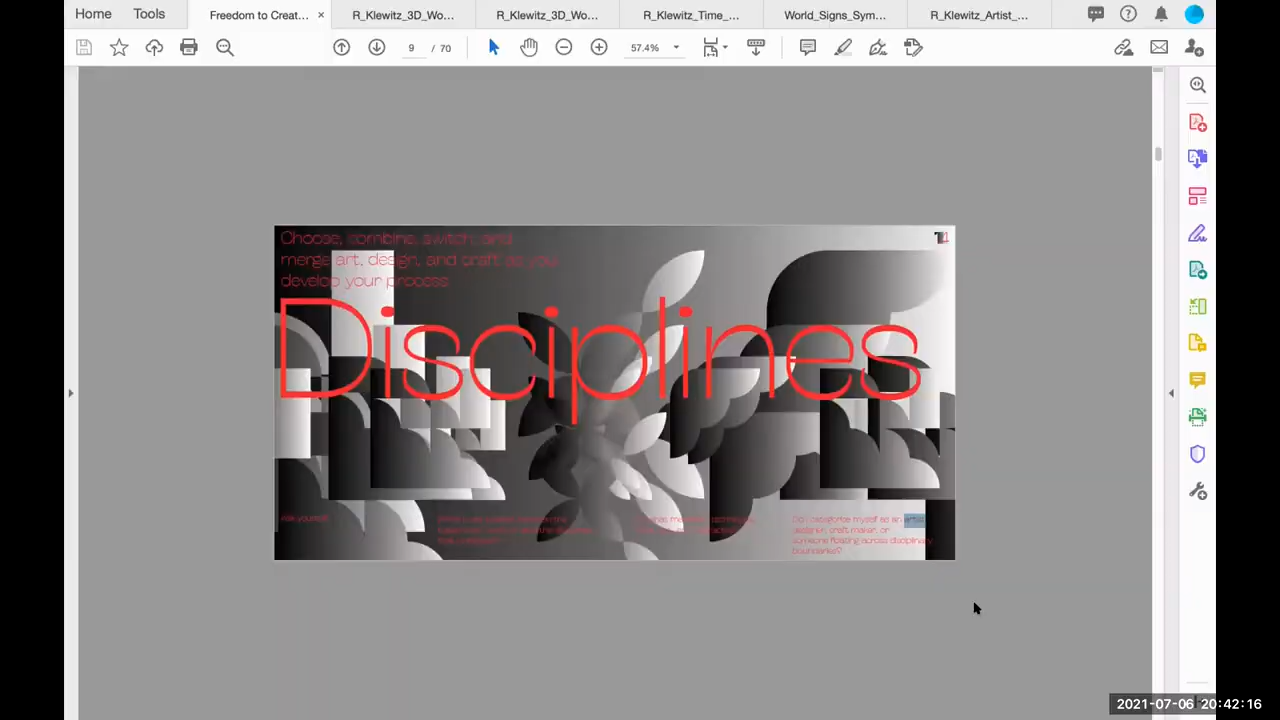 Home
Tools
Freedom to Creat...
×
R_Klewitz_3D_Wo...
R_Klewitz_3D_Wo...
R_Klewitz_Time_...
World_Signs_Sym...
R_Klewitz_Artist_...
9 / 70
57.4%
Choose, combine, switch, and
merge art, design, and craft as you
develop your process.
Disciplines
Ask yourself
Can I categorize myself as an artist,
designer, craft maker, or
someone floating across disciplinary
boundaries?
2021-07-06 20:42:16